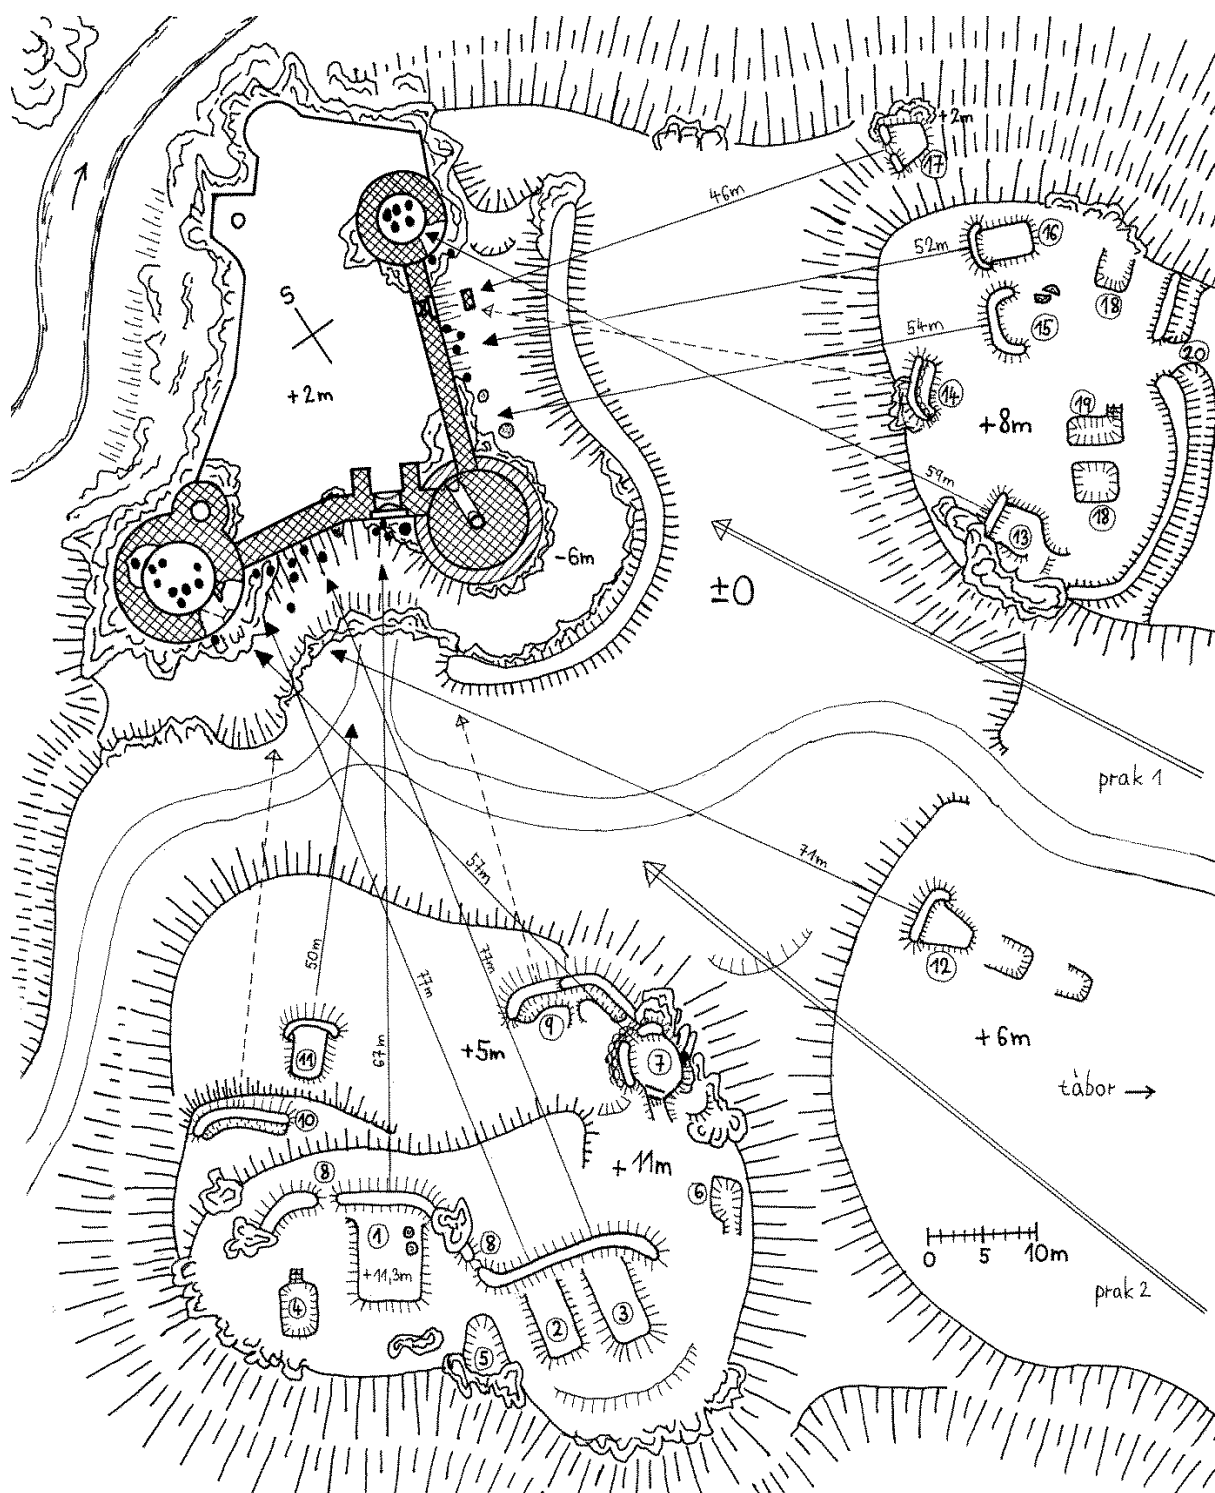 +2m
17
46m
16
52m
18
S
15
54m
20
14
19
+2m
+8m
59m
18
13
-6m
±0
prak 1
71m
57m
12
50m
77m
77m
9
+6m
11
+5m
7
67m
tábor →
10
+11m
8
6
1
8
0 5 10m
+11,3m
prak 2
4
2
3
5